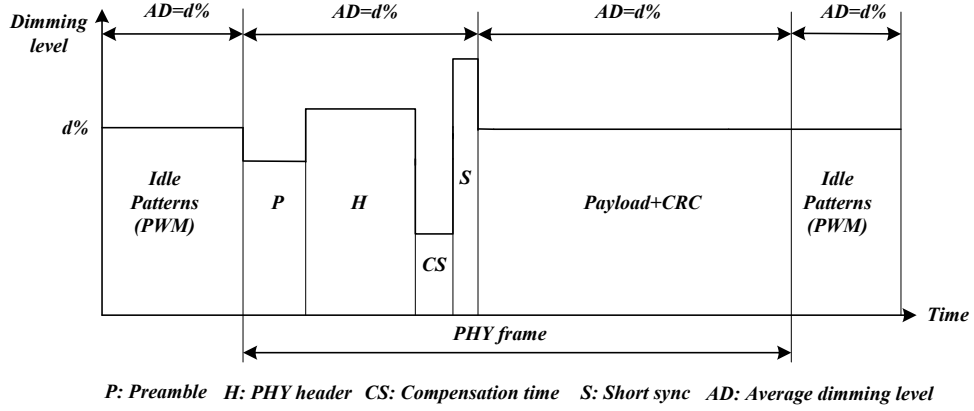 AD=d% AD=d% AD=d% AD=d%
Dimming
level
d%
Idle
Patterns
(PWM)
P
H
CS
S
Payload+CRC
Idle
Patterns
(PWM)
Time
PHY frame
P: Preamble H: PHY header CS: Compensation time S: Short sync AD: Average dimming level